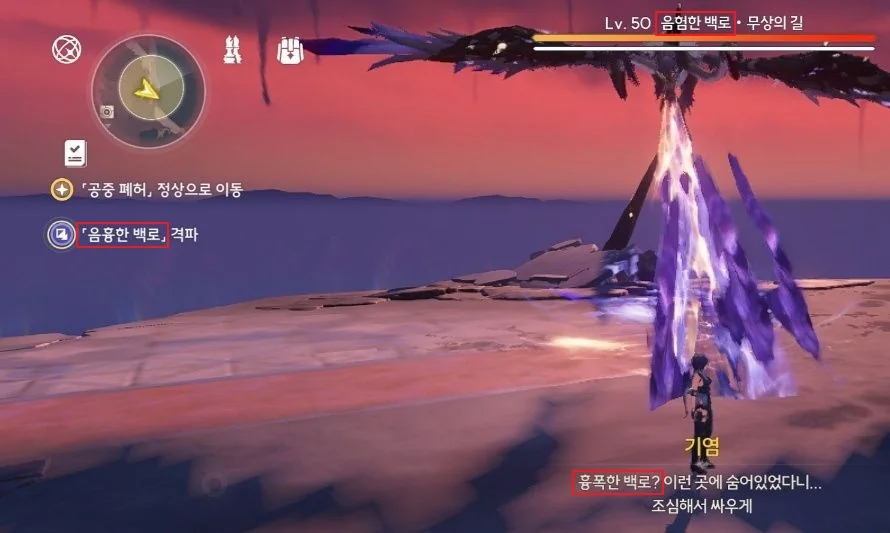 Lv. 50 음험한 백로 • 무상의 길
「공중 폐허」 정상으로 이동
「음흉한 백로」 격파
기염
흉폭한 백로? 이런 곳에 숨어있었다니...
조심해서 싸우게